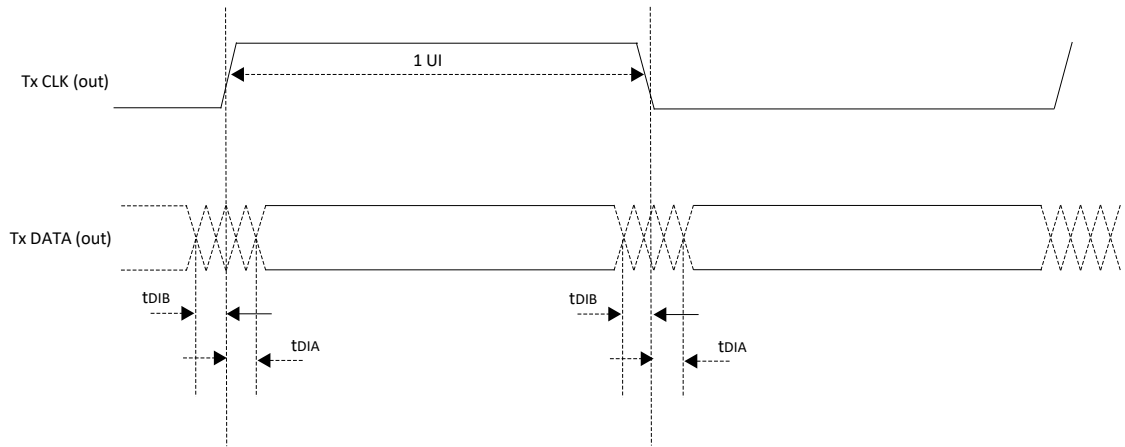 1 UI
Tx CLK (out)
Tx DATA (out)
tDIB
tDIB
tDIA
tDIA